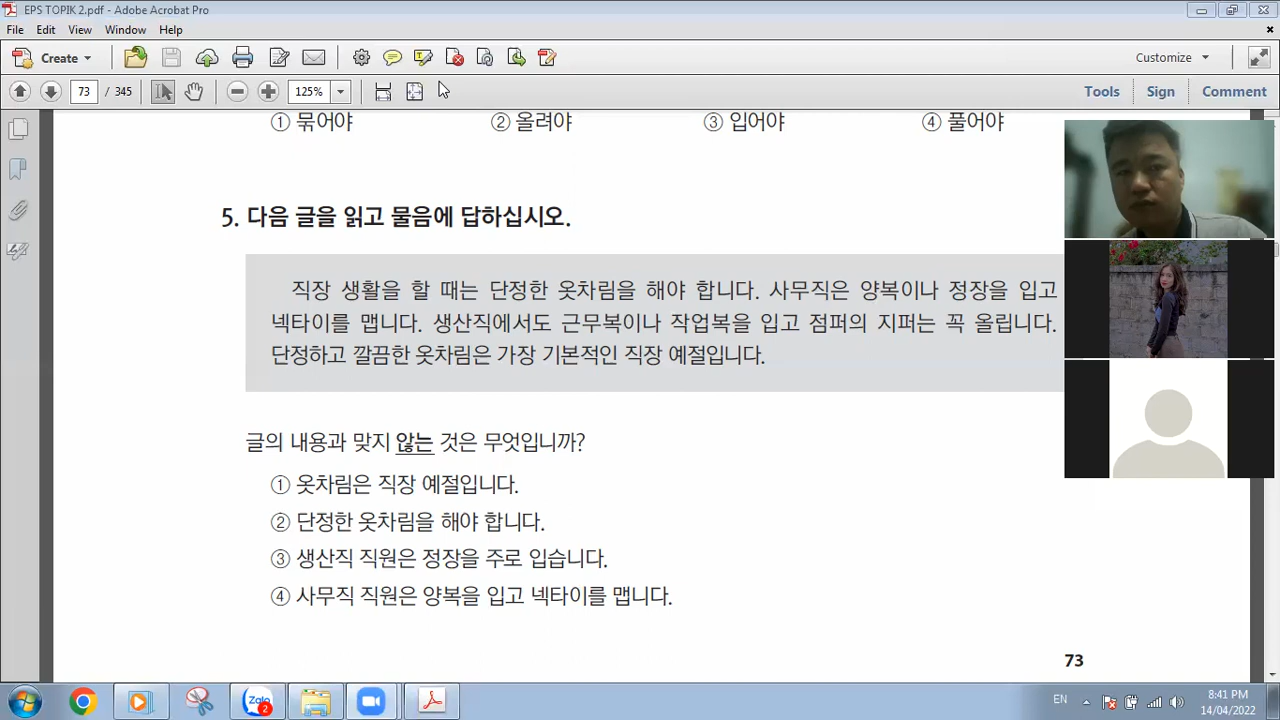 EPS TOPIK 2.pdf - Adobe Acrobat Pro
File Edit View Window Help
Create Customize
73 / 345 125% Tools Sign Comment
① 묶어야 ② 올려야 ③ 입어야 ④ 풀어야
5. 다음 글을 읽고 물음에 답하십시오.
직장 생활을 할 때는 단정한 옷차림을 해야 합니다. 사무직은 양복이나 정장을 입고
넥타이를 맵니다. 생산직에서도 근무복이나 작업복을 입고 점퍼의 지퍼는 꼭 올립니다.
단정하고 깔끔한 옷차림은 가장 기본적인 직장 예절입니다.
글의 내용과 맞지 않는 것은 무엇입니까?
① 옷차림은 직장 예절입니다.
② 단정한 옷차림을 해야 합니다.
③ 생산직 직원은 정장을 주로 입습니다.
④ 사무직 직원은 양복을 입고 넥타이를 맵니다.
73
Zalo 2
EN 8:41 PM
14/04/2022